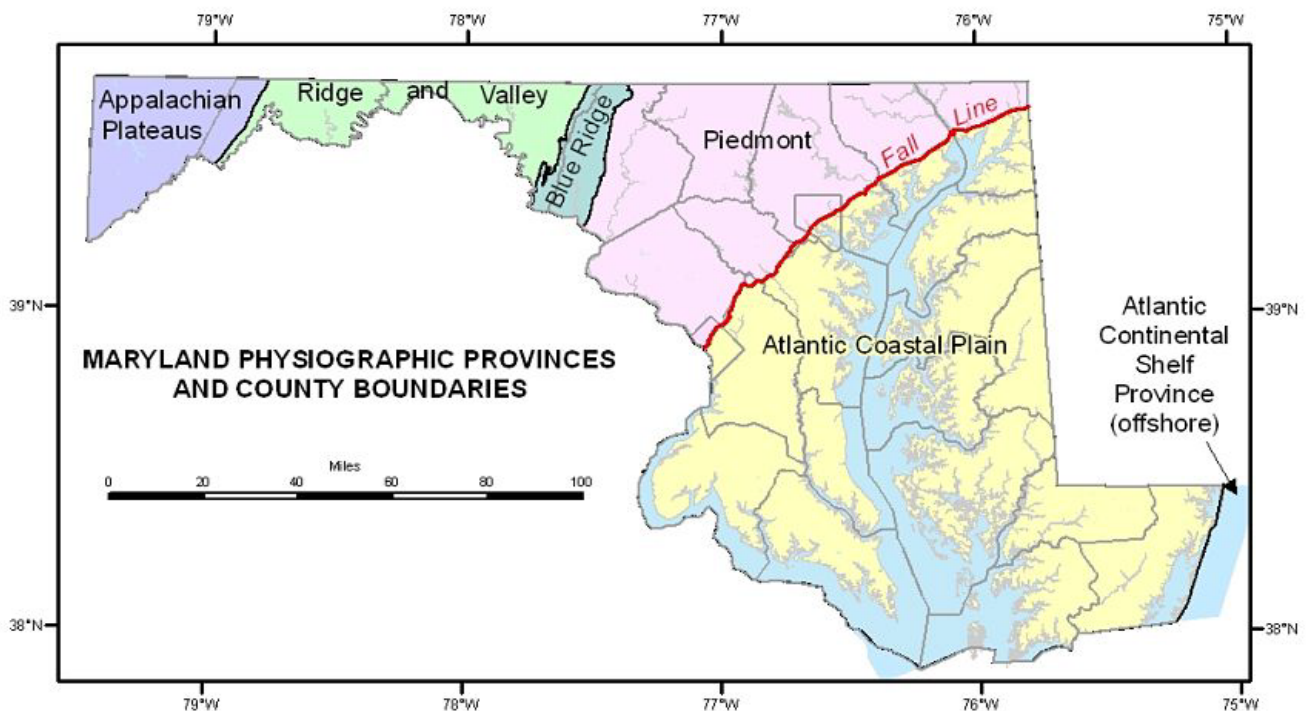 79°W 78°W 77°W 76°W 75°W
Appalachian
Plateaus
Ridge and Valley
Blue Ridge
Piedmont
Fall Line
39°N
39°N
Atlantic
Continental
Shelf
Province
(offshore)
Atlantic Coastal Plain
MARYLAND PHYSIOGRAPHIC PROVINCES
AND COUNTY BOUNDARIES
Miles
0 20 40 60 80 100
38°N
38°N
79°W 78°W 77°W 76°W 75°W